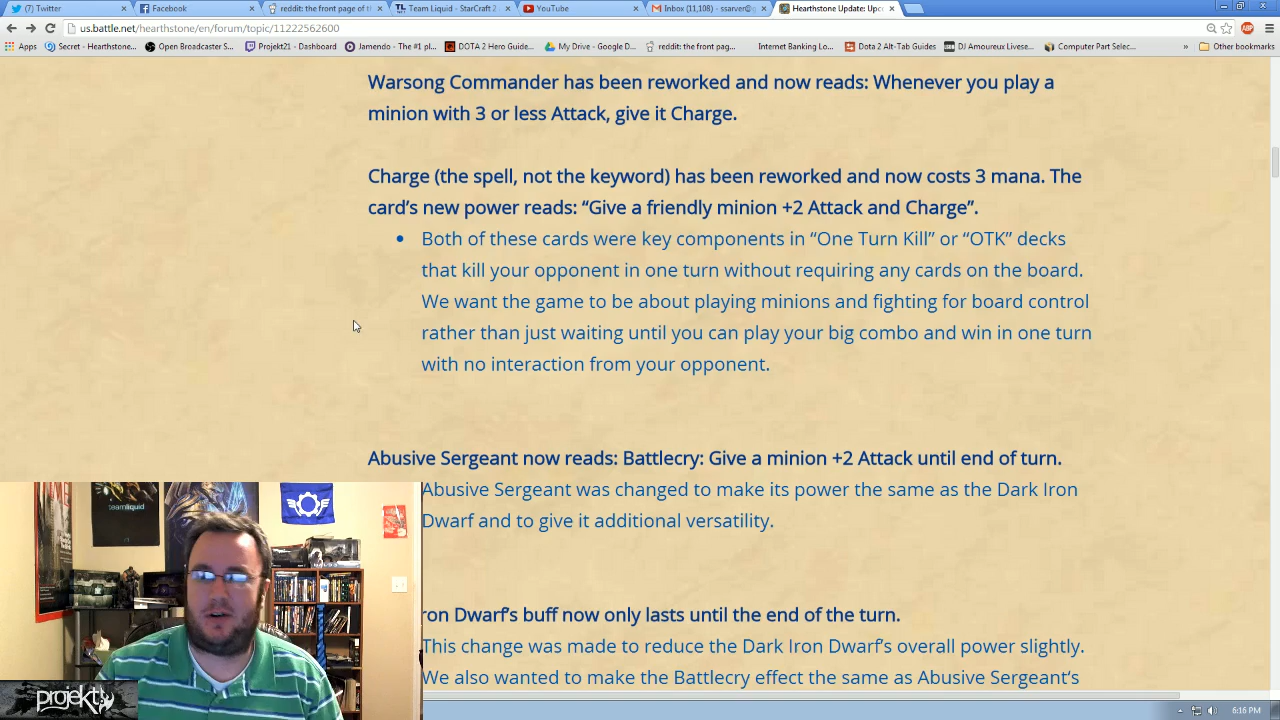 (7) Twitter
Facebook
reddit: the front page of t
Team Liquid - StarCraft 2
YouTube
Inbox (11,108) - ssarver@g
Hearthstone Update: Upc
us.battle.net/hearthstone/en/forum/topic/11222562600
Apps Secret - Hearthstone... Open Broadcaster S... Projekt21 - Dashboard Jamendo - The #1 pl... DOTA 2 Hero Guide... My Drive - Google D... reddit: the front pag... Internet Banking Lo... Dota 2 Alt-Tab Guides DJ Amoureux Livese... Computer Part Selec... » Other bookmarks
Warsong Commander has been reworked and now reads: Whenever you play a
minion with 3 or less Attack, give it Charge.
Charge (the spell, not the keyword) has been reworked and now costs 3 mana. The
card's new power reads: “Give a friendly minion +2 Attack and Charge”.
• Both of these cards were key components in “One Turn Kill” or “OTK” decks
that kill your opponent in one turn without requiring any cards on the board.
We want the game to be about playing minions and fighting for board control
rather than just waiting until you can play your big combo and win in one turn
with no interaction from your opponent.
Abusive Sergeant now reads: Battlecry: Give a minion +2 Attack until end of turn.
Abusive Sergeant was changed to make its power the same as the Dark Iron
Dwarf and to give it additional versatility.
ron Dwarf's buff now only lasts until the end of the turn.
This change was made to reduce the Dark Iron Dwarf's overall power slightly.
We also wanted to make the Battlecry effect the same as Abusive Sergeant's
teamliquid
projekt
6:16 PM